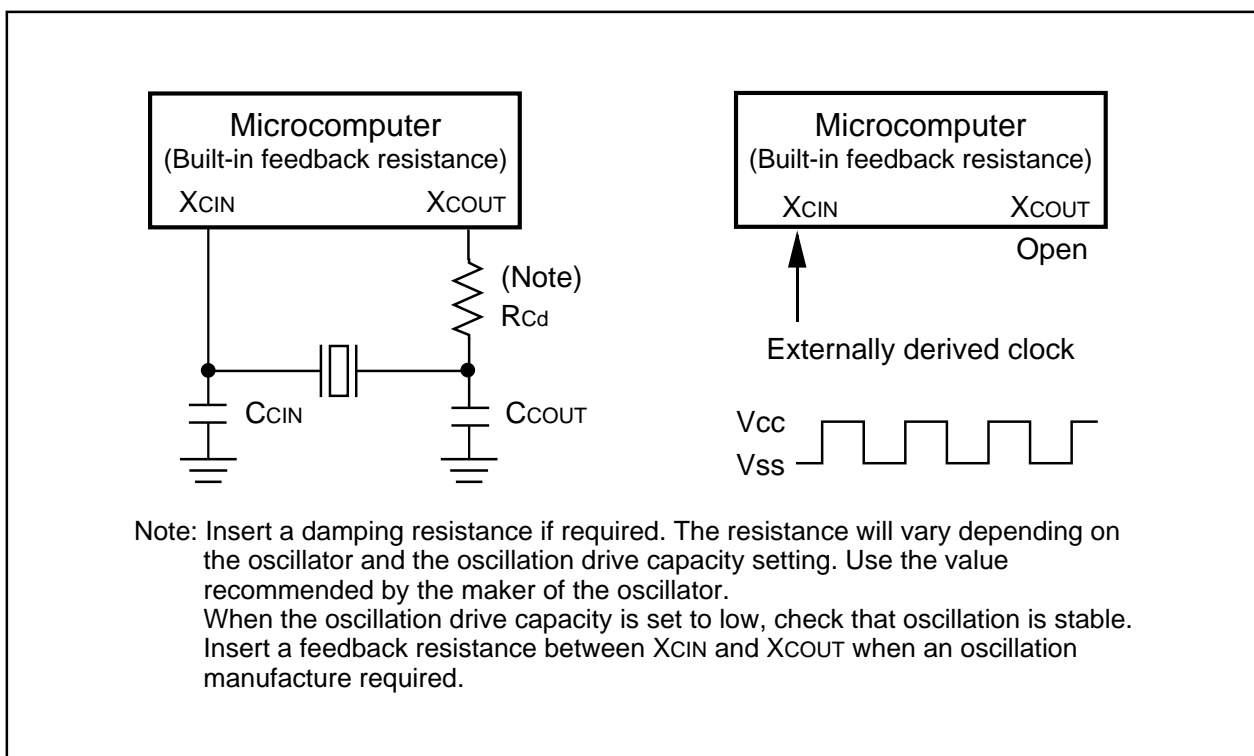 Microcomputer
(Built-in feedback resistance)
XCIN
XCOUT
(Note)
RCd
CCIN
CCOUT
Microcomputer
(Built-in feedback resistance)
XCIN
XCOUT
Open
Externally derived clock
Vcc
Vss
Note: Insert a damping resistance if required. The resistance will vary depending on
the oscillator and the oscillation drive capacity setting. Use the value
recommended by the maker of the oscillator.
When the oscillation drive capacity is set to low, check that oscillation is stable.
Insert a feedback resistance between XCIN and XCOUT when an oscillation
manufacture required.